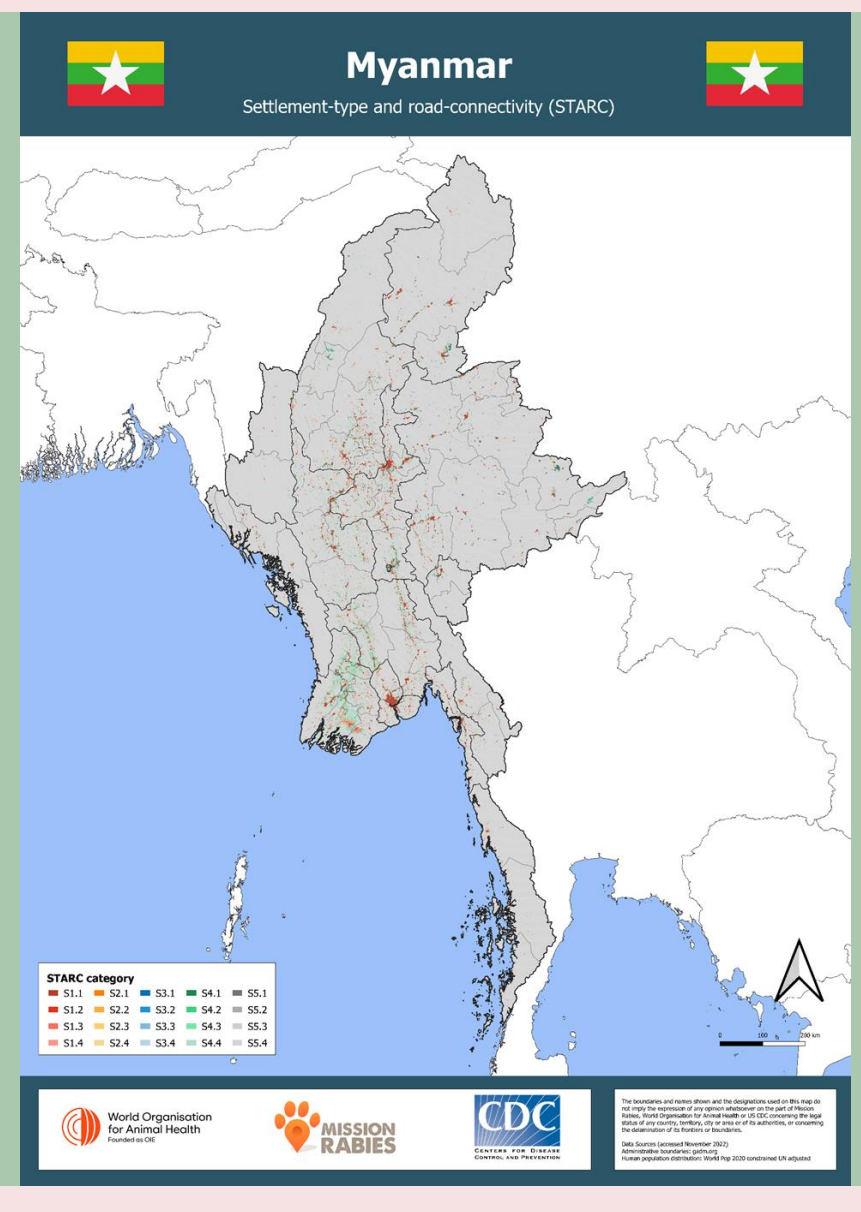 Myanmar
Settlement-type and road-connectivity (STARC)
STARC category
S1.1 S2.1 S3.1 S4.1 S5.1
S1.2 S2.2 S3.2 S4.2 S5.2
S1.3 S2.3 S3.3 S4.3 S5.3
S1.4 S2.4 S3.4 S4.4 S5.4
0 100 200 km
World Organisation
for Animal Health
Founded as OIE
MISSION
RABIES
CDC
CENTERS FOR DISEASE
CONTROL AND PREVENTION
The boundaries and names shown and the designations used on this map do
not imply the expression of any opinion whatsoever on the part of Mission
Rabies, World Organisation for Animal Health or US CDC concerning the legal
status of any country, territory, city or area or of its authorities, or concerning
the delamination of its frontiers or boundaries.
Data Sources (accessed November 2022)
Administrative boundaries: gadm.org
Human population distribution: World Pop 2020 constrained UN adjusted